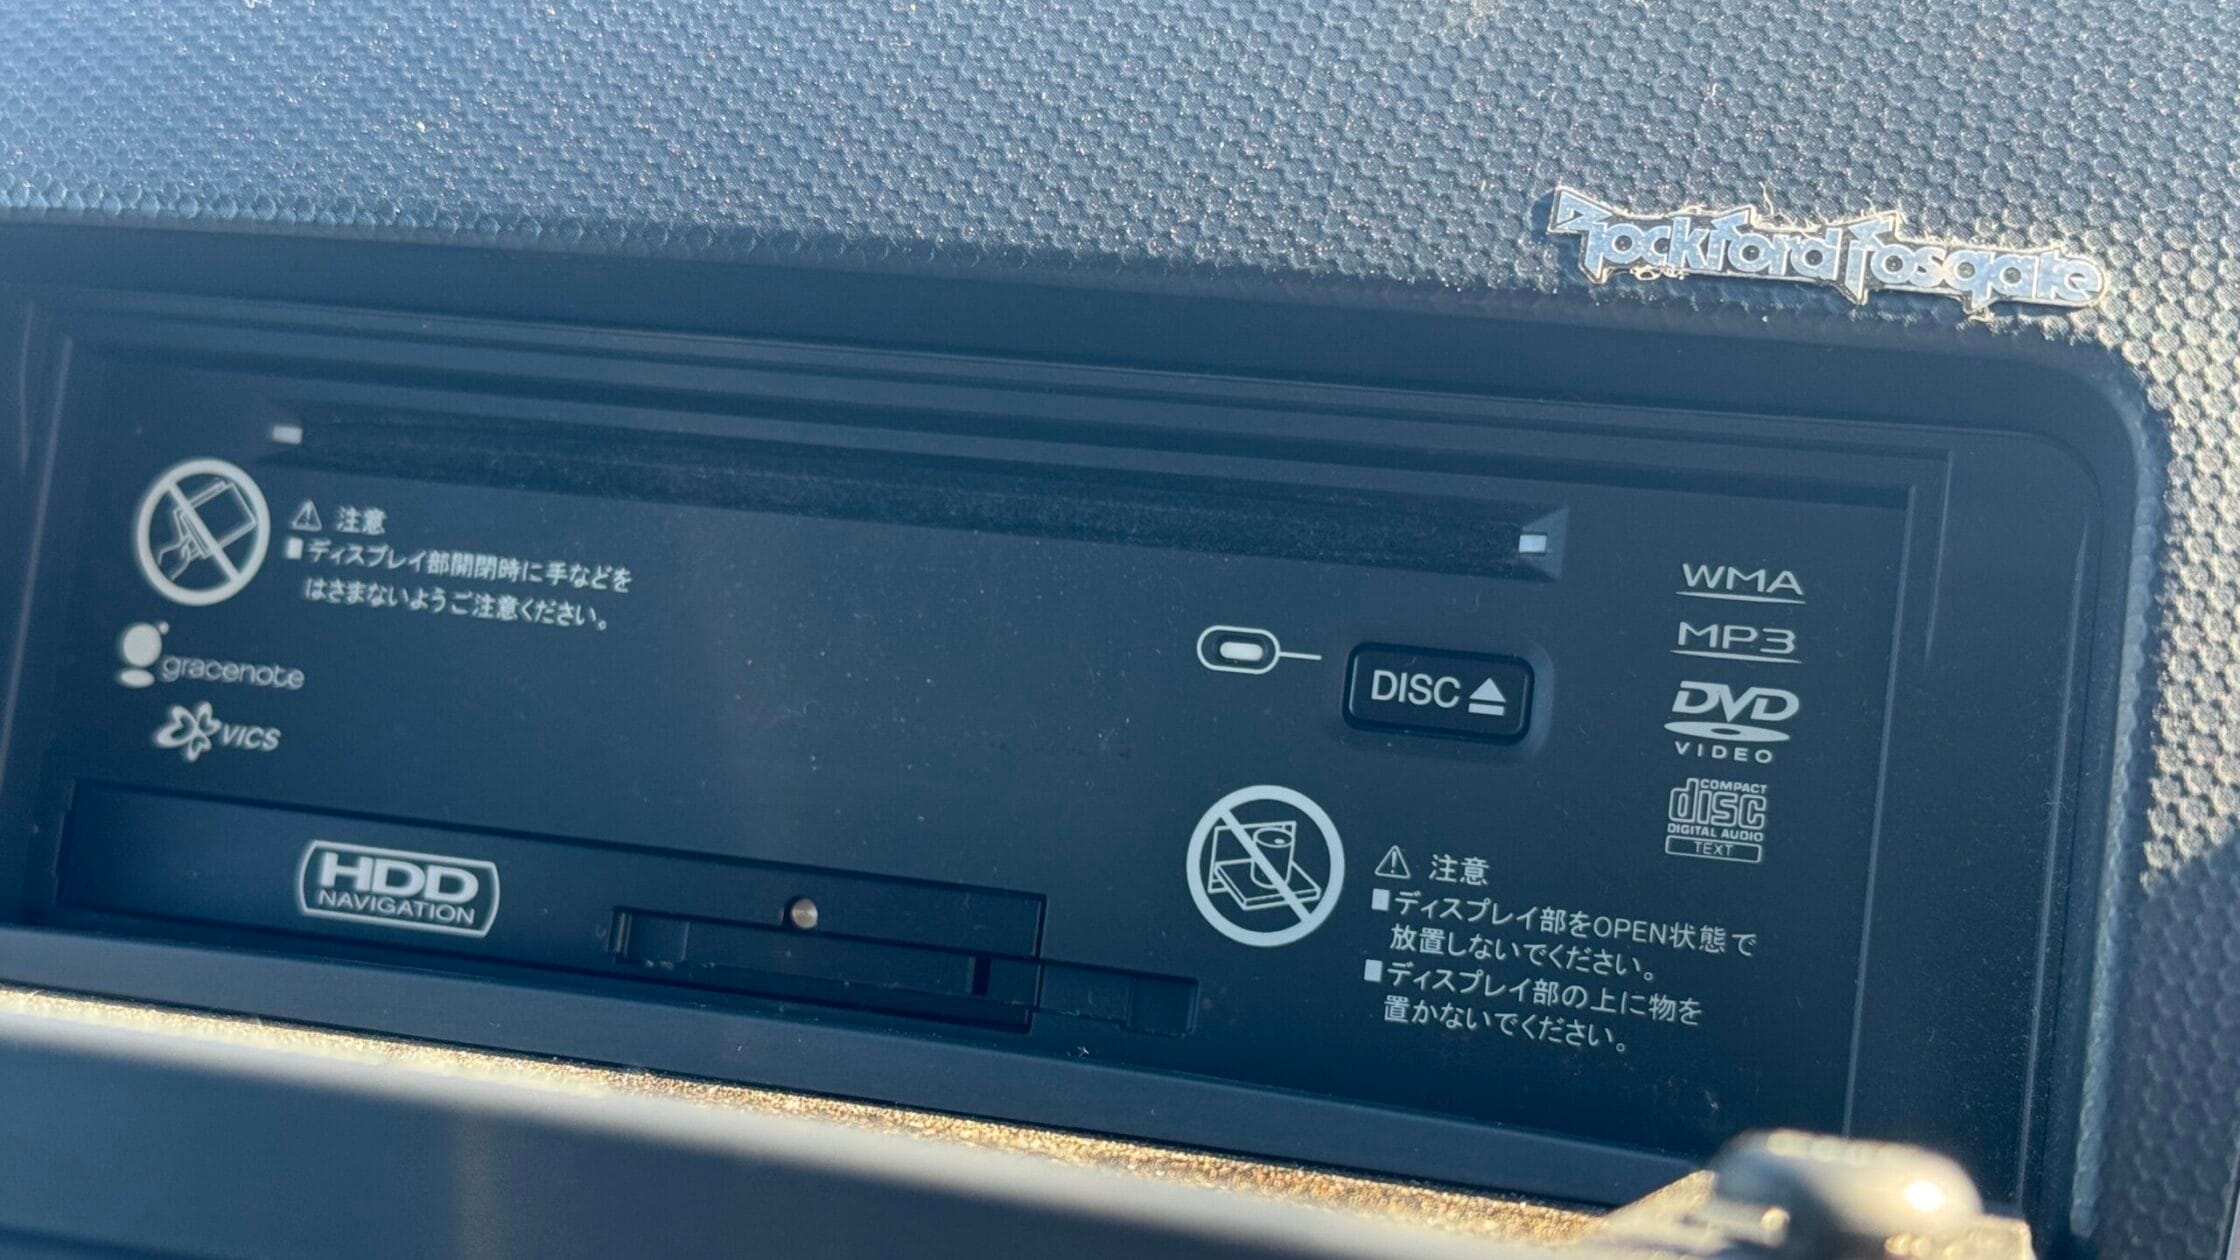 Rockford Fosgate
注意
■ディスプレイ部開閉時に手などを
はさまないようご注意ください。
gracenote
VICS
HDD
NAVIGATION
DISC
WMA
MP3
DVD
VIDEO
COMPACT
disc
DIGITAL AUDIO
TEXT
注意
■ディスプレイ部をOPEN状態で
放置しないでください。
■ディスプレイ部の上に物を
置かないでください。